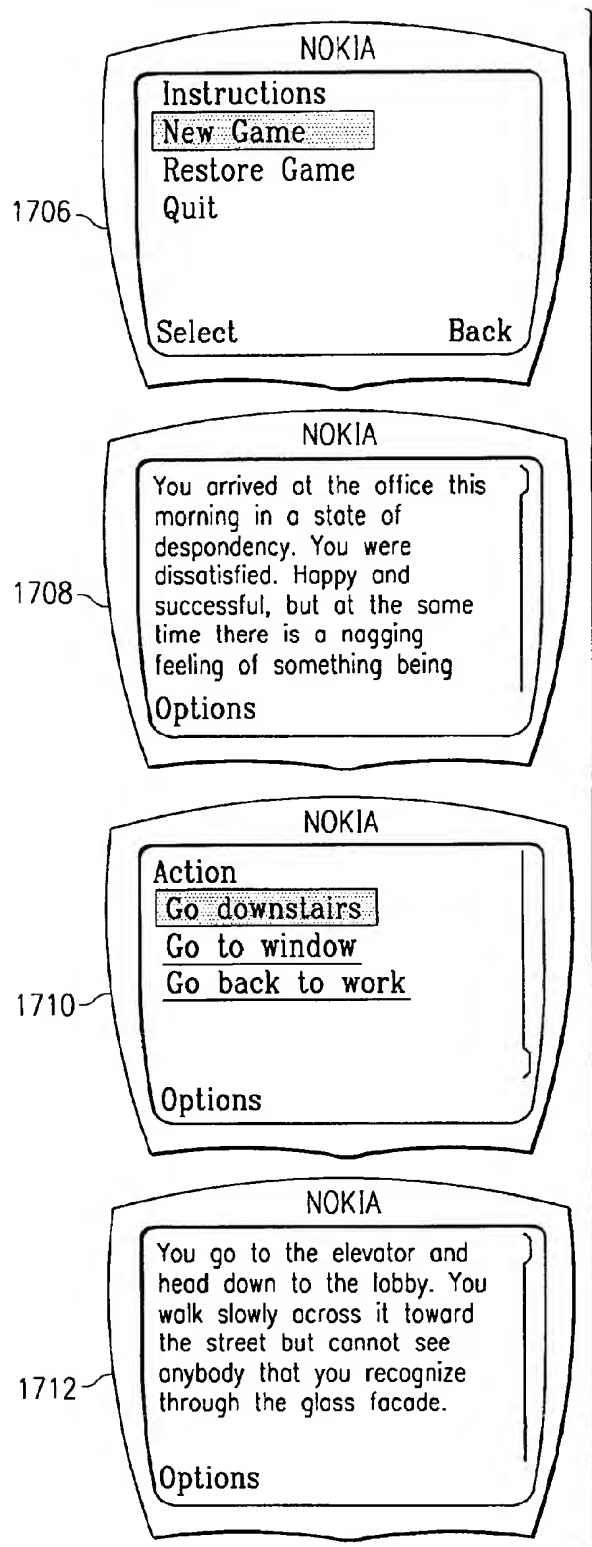 NOKIA
Instructions
New Game
Restore Game
Quit
1706
Select Back
NOKIA
You arrived at the office this
morning in a state of
despondency. You were
dissatisfied. Happy and
1708
successful, but at the same
time there is a nagging
feeling of something being
Options
NOKIA
Action
Go downstairs
Go to window
Go back to work
1710
Options
NOKIA
You go to the elevator and
head down to the lobby. You
walk slowly across it toward
the street but cannot see
anybody that you recognize
1712
through the glass facade.
Options